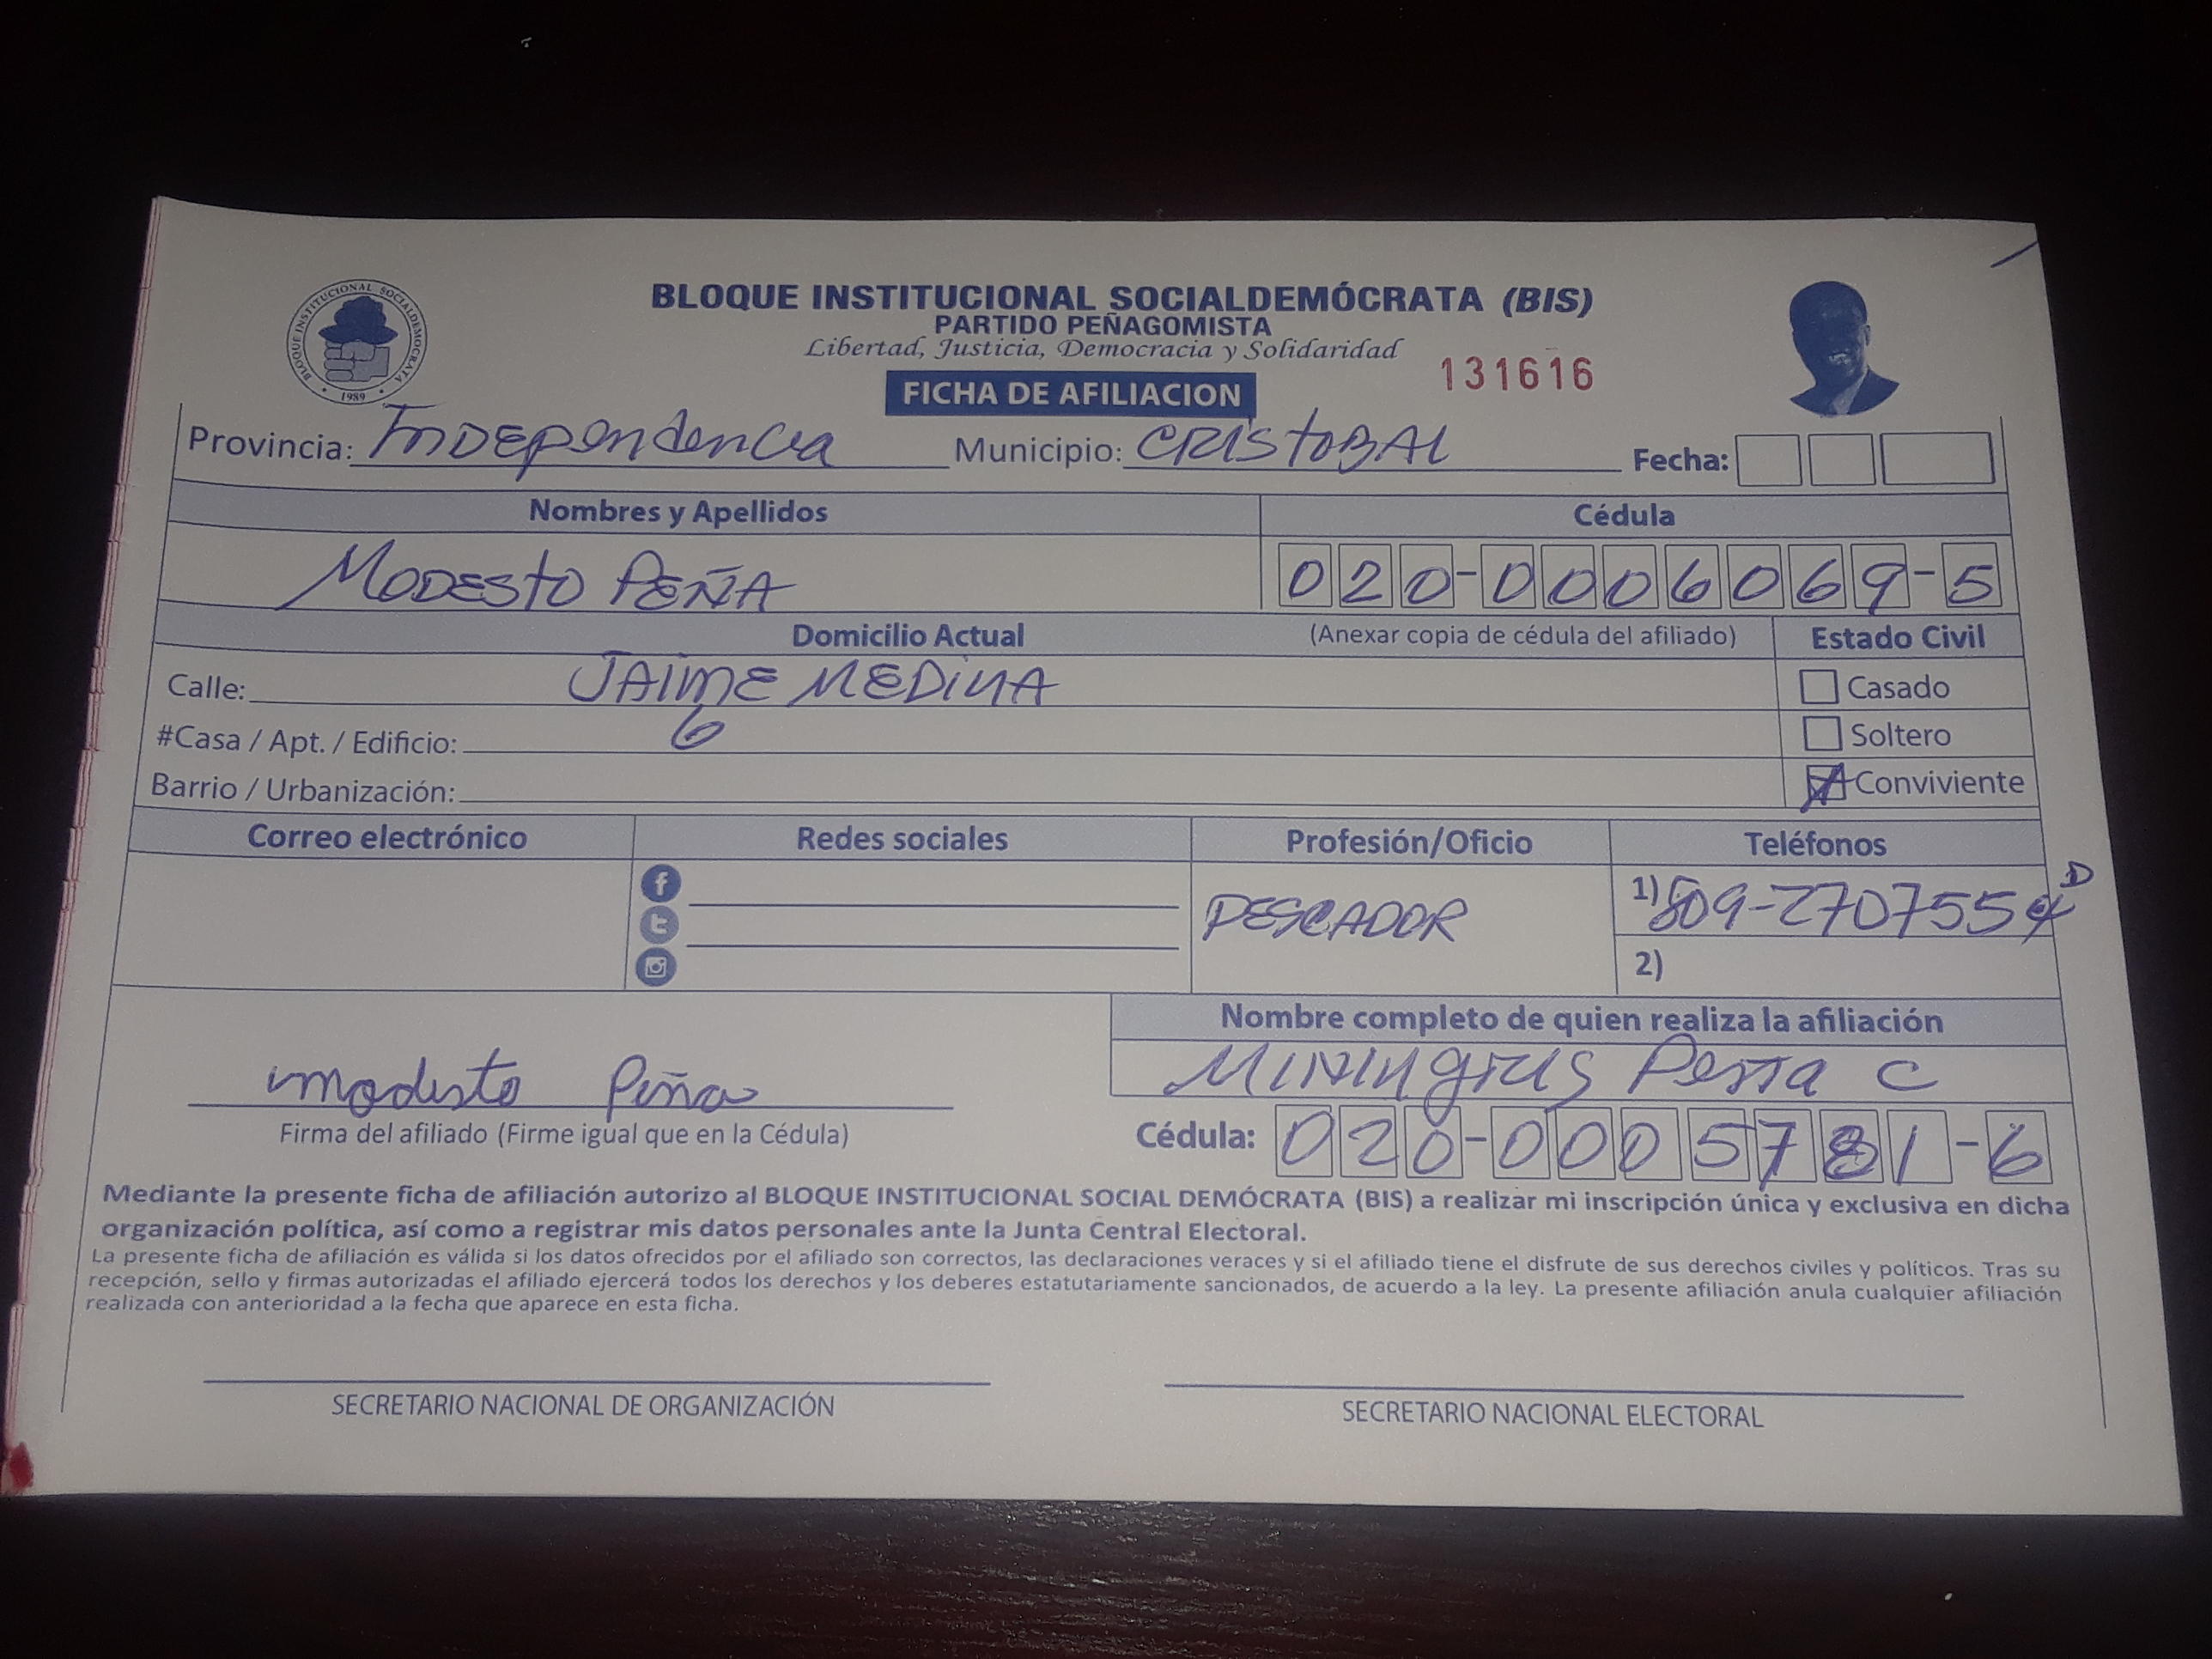 BLOQUE INSTITUCIONAL SOCIALDEMÓCRATA (BIS)
PARTIDO PEÑAGOMISTA
Libertad, Justicia, Democracia y Solidaridad
BLOQUE INSTITUCIONAL SOCIALDEMOCRATA
1989
131616
FICHA DE AFILIACION
Provincia: Independencia Municipio: CRISTOBAL Fecha:
Nombres y Apellidos Cédula
MODESTO PEÑA 020-0006069-5
Domicilio Actual (Anexar copia de cédula del afiliado) Estado Civil
Calle: JAIME MEDINA Casado
#Casa / Apt. / Edificio: 6 Soltero
Barrio / Urbanización: Conviviente
Correo electrónico Redes sociales Profesión/Oficio Teléfonos
PESCADOR 1) 809-270755
2)
Nombre completo de quien realiza la afiliación
Modesto Peña C
Firma del afiliado (Firme igual que en la Cédula) Cédula: 020-0005781-6
Mediante la presente ficha de afiliación autorizo al BLOQUE INSTITUCIONAL SOCIAL DEMÓCRATA (BIS) a realizar mi inscripción única y exclusiva en dicha
organización política, así como a registrar mis datos personales ante la Junta Central Electoral.
La presente ficha de afiliación es válida si los datos ofrecidos por el afiliado son correctos, las declaraciones veraces y si el afiliado tiene el disfrute de sus derechos civiles y políticos. Tras su
recepción, sello y firmas autorizadas el afiliado ejercerá todos los derechos y los deberes estatutariamente sancionados, de acuerdo a la ley. La presente afiliación anula cualquier afiliación
realizada con anterioridad a la fecha que aparece en esta ficha.
SECRETARIO NACIONAL DE ORGANIZACIÓN SECRETARIO NACIONAL ELECTORAL